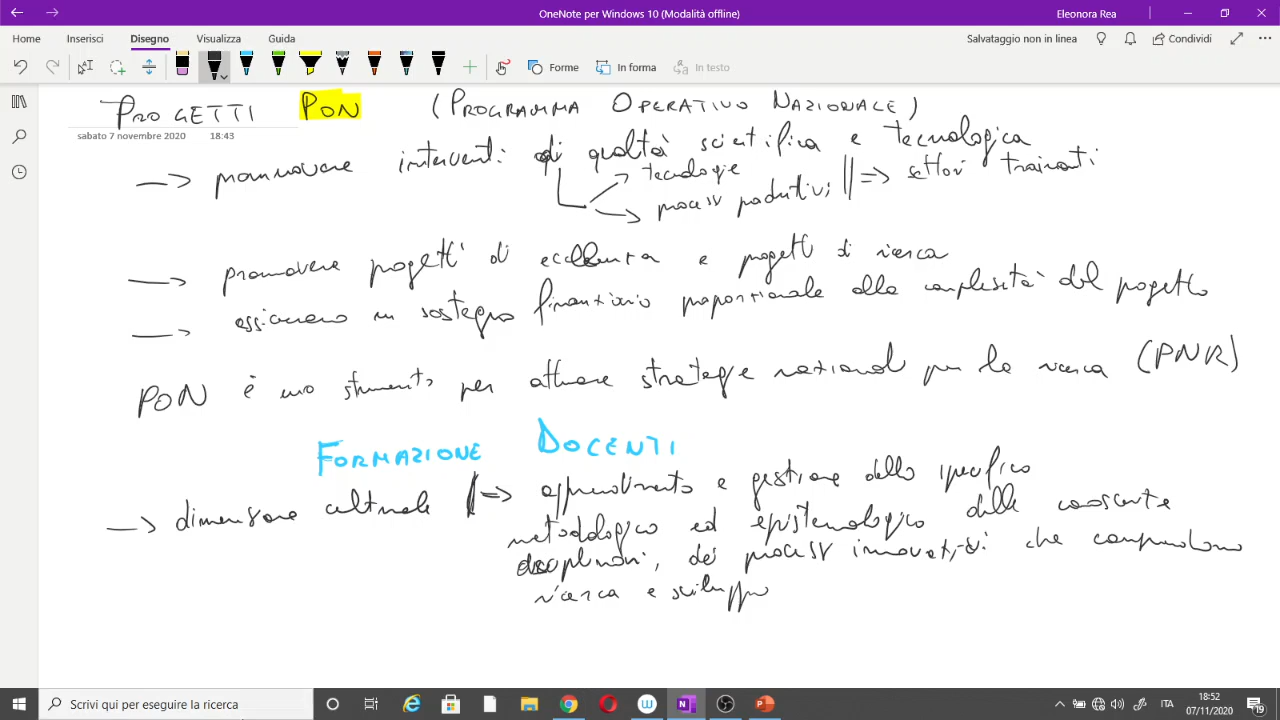 OneNote per Windows 10 (Modalità offline)
Eleonora Rea
Home Inserisci Disegno Visualizza Guida
Salvataggio non in linea Condividi
Forme In forma In testo
PROGETTI PON (PROGRAMMA OPERATIVO NAZIONALE)
sabato 7 novembre 2020 18:43
→ promuovere interventi di qualità scientifica e tecnologica
tecnologie
processi produttivi ⇒ settori trainanti
→ promuovere progetti di eccellenza e progetti di ricerca
→ assicurano un sostegno finanziario proporzionale alla complessità del progetto
PON è uno strumento per attuare strategie nazionali per la ricerca (PNR)
FORMAZIONE DOCENTI
→ dimensione culturale ⇒ apprendimento e gestione dello specifico
metodologico ed epistemologico delle conoscenze
disciplinari, dei processi innovativi che comprendono
ricerca e sviluppo
Scrivi qui per eseguire la ricerca
ITA
18:52
07/11/2020
19